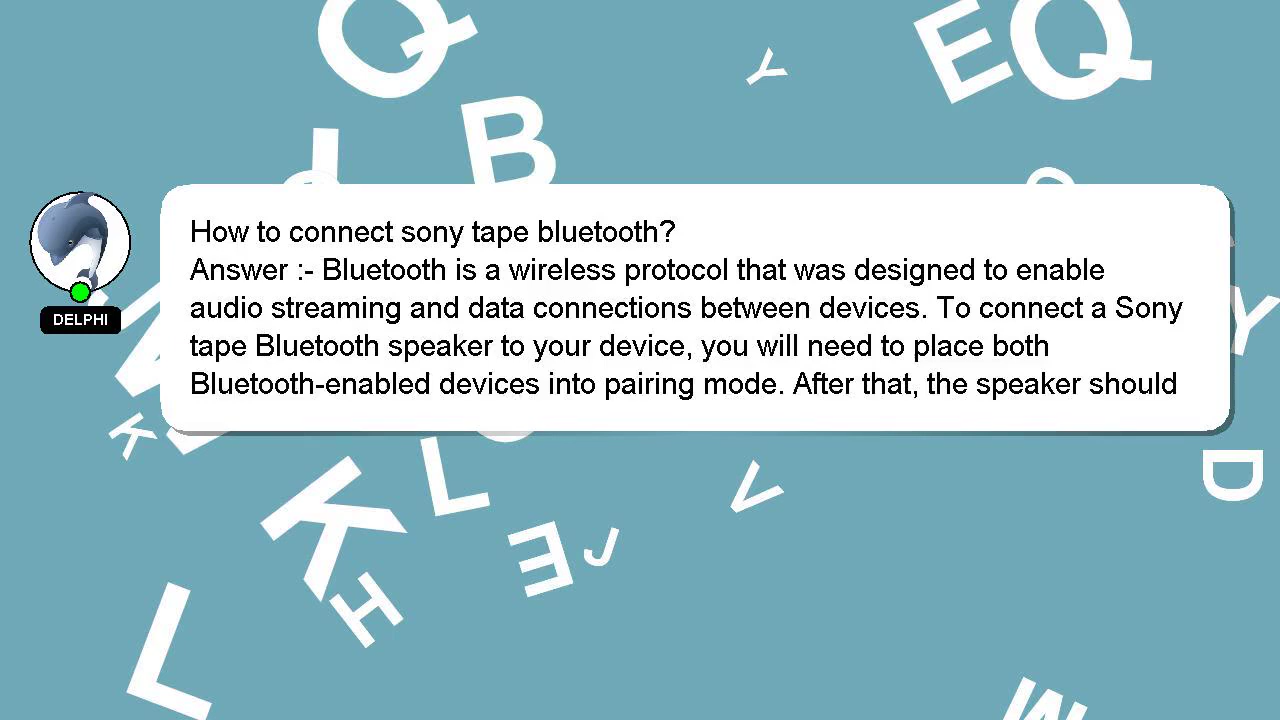 Q
E
Q
Y
B
How to connect sony tape bluetooth?
Answer :- Bluetooth is a wireless protocol that was designed to enable
audio streaming and data connections between devices. To connect a Sony
tape Bluetooth speaker to your device, you will need to place both
Bluetooth-enabled devices into pairing mode. After that, the speaker should
DELPHI
Y
K
L
V
D
K
E
J
H
L
M